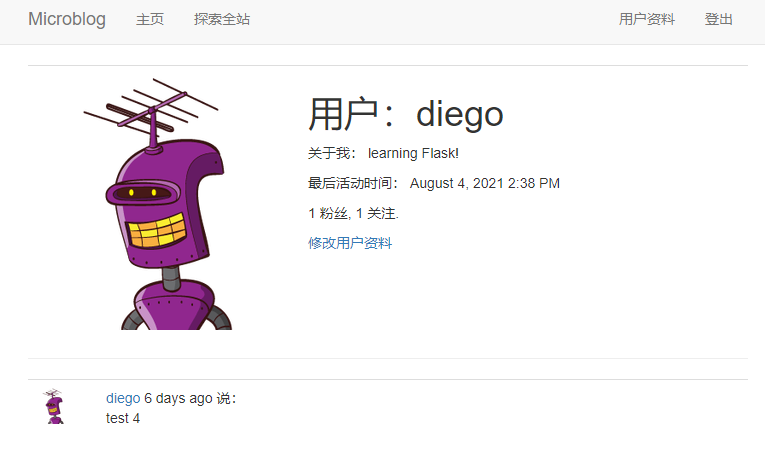 Microblog 主页 探索全站 用户资料 登出
用户：diego
关于我： learning Flask!
最后活动时间： August 4, 2021 2:38 PM
1 粉丝, 1 关注.
修改用户资料
diego 6 days ago 说：
test 4